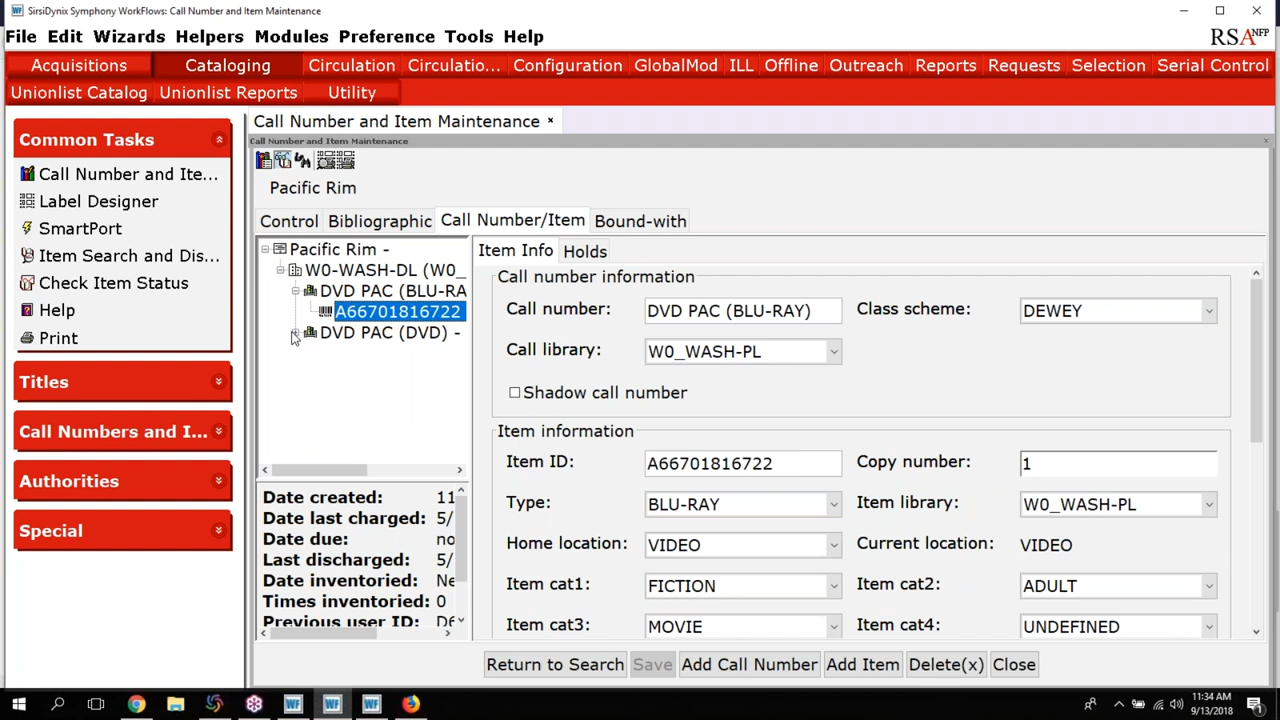 SirsiDynix Symphony WorkFlows: Call Number and Item Maintenance
File Edit Wizards Helpers Modules Preference Tools Help
RSANFP
Acquisitions Cataloging Circulation Circulatio... Configuration GlobalMod ILL Offline Outreach Reports Requests Selection Serial Control
Unionlist Catalog Unionlist Reports Utility
Common Tasks
Call Number and Ite...
Label Designer
SmartPort
Item Search and Dis...
Check Item Status
Help
Print
Titles
Call Numbers and I...
Authorities
Special
Call Number and Item Maintenance ×
Call Number and Item Maintenance
Pacific Rim
Control Bibliographic Call Number/Item Bound-with
Pacific Rim -
W0-WASH-DL (W0_
DVD PAC (BLU-RA
A66701816722
DVD PAC (DVD) -
Date created: 11
Date last charged: 5/
Date due: no
Last discharged: 5/
Date inventoried: Ne
Times inventoried: 0
Previous user ID: D6
Item Info Holds
Call number information
Call number: DVD PAC (BLU-RAY) Class scheme: DEWEY
Call library: W0_WASH-PL
Shadow call number
Item information
Item ID: A66701816722 Copy number: 1
Type: BLU-RAY Item library: W0_WASH-PL
Home location: VIDEO Current location: VIDEO
Item cat1: FICTION Item cat2: ADULT
Item cat3: MOVIE Item cat4: UNDEFINED
Return to Search Save Add Call Number Add Item Delete(x) Close
11:34 AM
9/13/2018